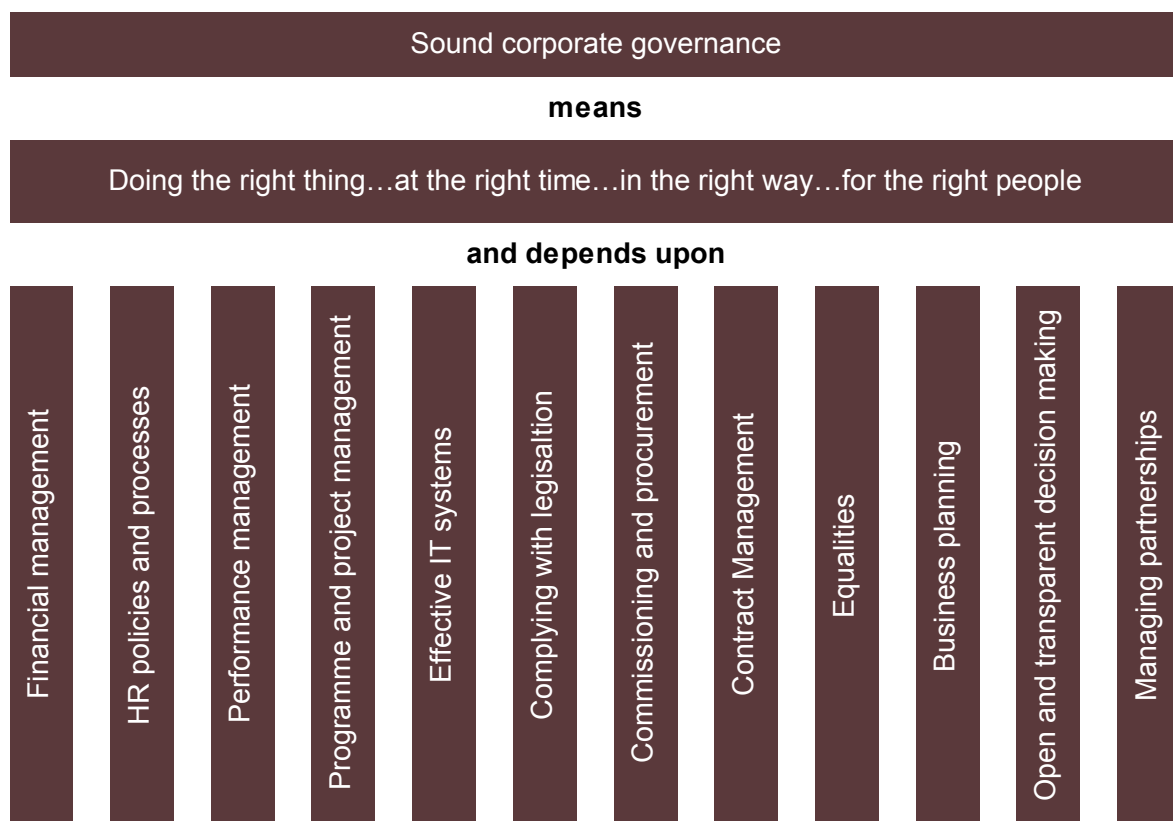 Sound corporate governance
means
Doing the right thing…at the right time…in the right way…for the right people
and depends upon
Financial management
HR policies and processes
Performance management
Programme and project management
Effective IT systems
Complying with legisaltion
Commissioning and procurement
Contract Management
Equalities
Business planning
Open and transparent decision making
Managing partnerships